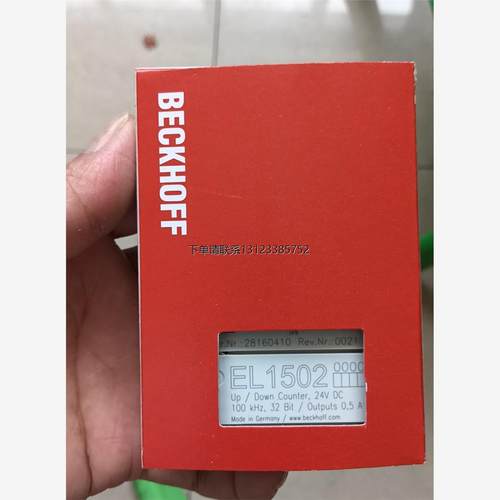 BECKHOFF
下单请联系13123385752
.Nr.:28160410 Rev.Nr.:0021
EL1502 0000
Up / Down Counter, 24V DC
100 kHz, 32 Bit / Outputs 0,5 A
Made in Germany / www.beckhoff.com